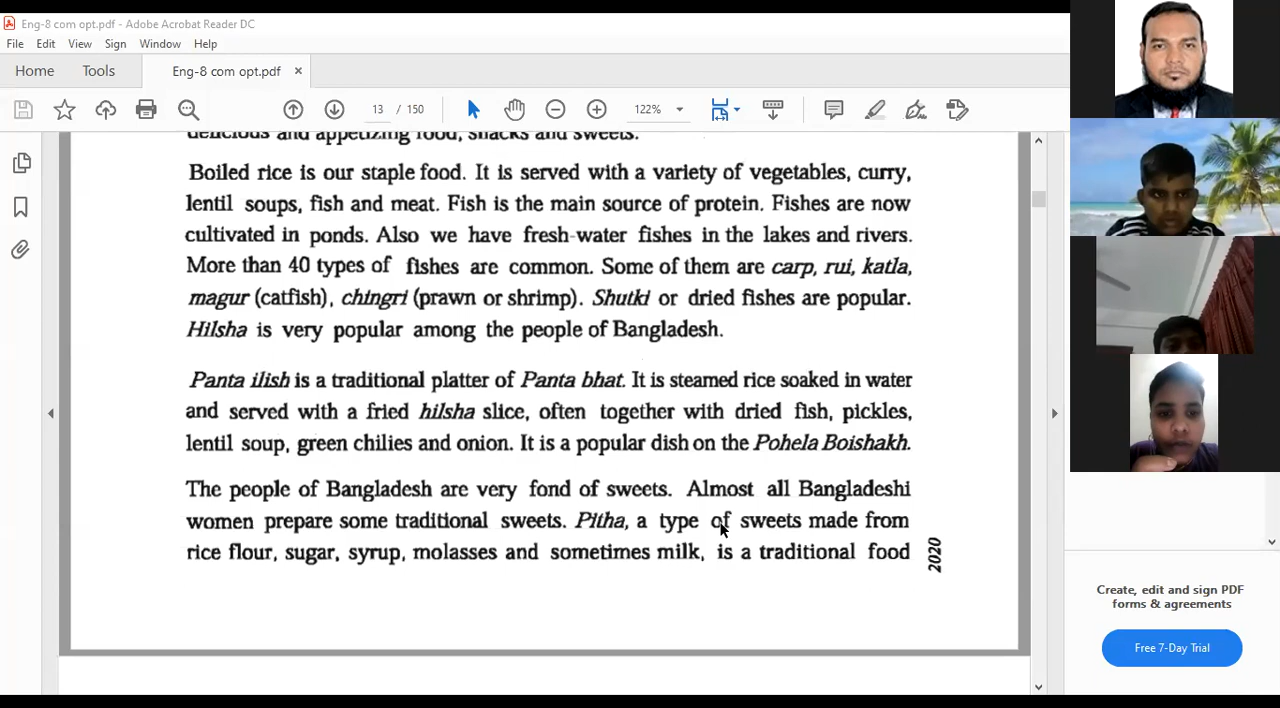 Eng-8 com opt.pdf - Adobe Acrobat Reader DC
File Edit View Sign Window Help
Home Tools Eng-8 com opt.pdf ×
13 / 150 122%
delicious and appetizing food, snacks and sweets.
Boiled rice is our staple food. It is served with a variety of vegetables, curry,
lentil soups, fish and meat. Fish is the main source of protein. Fishes are now
cultivated in ponds. Also we have fresh-water fishes in the lakes and rivers.
More than 40 types of fishes are common. Some of them are carp, rui, katla,
magur (catfish), chingri (prawn or shrimp). Shutki or dried fishes are popular.
Hilsha is very popular among the people of Bangladesh.
Panta ilish is a traditional platter of Panta bhat. It is steamed rice soaked in water
and served with a fried hilsha slice, often together with dried fish, pickles,
lentil soup, green chilies and onion. It is a popular dish on the Pohela Boishakh.
The people of Bangladesh are very fond of sweets. Almost all Bangladeshi
women prepare some traditional sweets. Pitha, a type of sweets made from
rice flour, sugar, syrup, molasses and sometimes milk, is a traditional food
2020
Create, edit and sign PDF
forms & agreements
Free 7-Day Trial